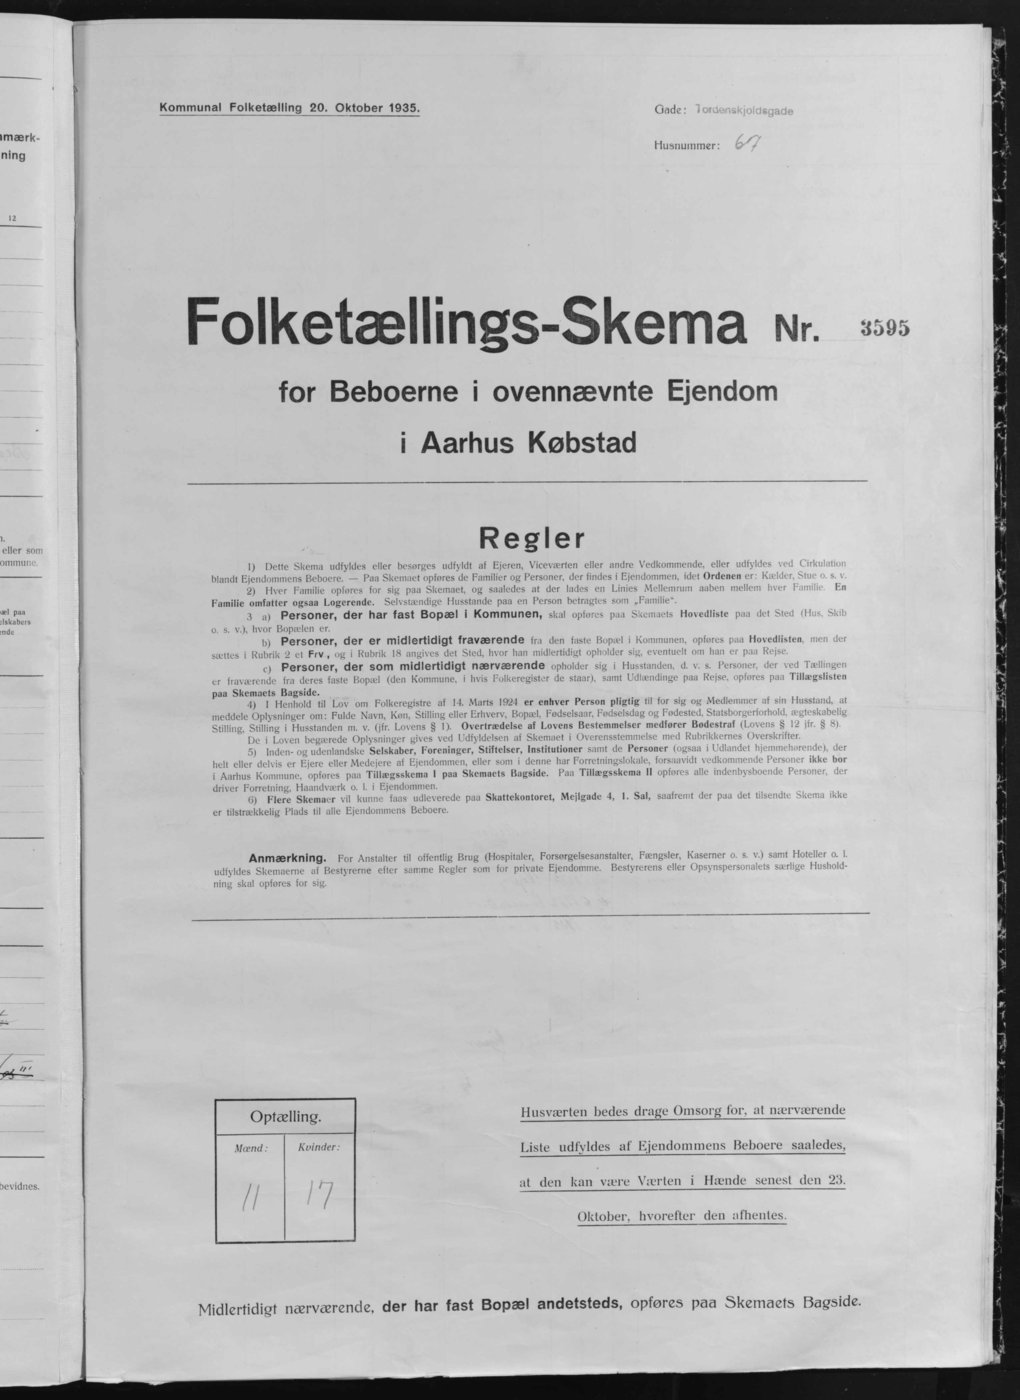 mærk-
ning
12
eller som
ommune.
bevidnes.
Kommunal Folketælling 20. Oktober 1935.
Gade: Tordenskjoldsgade
Husnummer: 67
Folketællings-Skema Nr. 3595
for Beboerne i ovennævnte Ejendom
i Aarhus Købstad
Regler
1) Dette Skema udfyldes eller besørges udfyldt af Ejeren, Viceværten eller andre Vedkommende, eller udfyldes ved Cirkulation
blandt Ejendommens Beboere. — Paa Skemaet opføres de Familier og Personer, der findes i Ejendommen, idet Ordenen er: Kælder, Stue o. s. v.
2) Hver Familie opføres for sig paa Skemaet, og saaledes at der lades en Linies Mellemrum aaben mellem hver Familie. En
Familie omfatter ogsaa Logerende. Selvstændige Husstande paa en Person betragtes som „Familie“.
3 a) Personer, der har fast Bopæl i Kommunen, skal opføres paa Skemaets Hovedliste paa det Sted (Hus, Skib
o. s. v.), hvor Bopælen er.
b) Personer, der er midlertidigt fraværende fra den faste Bopæl i Kommunen, opføres paa Hovedlisten, men der
sættes i Rubrik 2 et Frv., og i Rubrik 18 angives det Sted, hvor han midlertidigt opholder sig, eventuelt om han er paa Rejse.
c) Personer, der som midlertidigt nærværende opholder sig i Husstanden, d. v. s. Personer, der ved Tællingen
er fraværende fra deres faste Bopæl (den Kommune, i hvis Folkeregister de staar), samt Udlændinge paa Rejse, opføres paa Tillægslisten
paa Skemaets Bagside.
4) I Henhold til Lov om Folkeregistre af 14. Marts 1924 er enhver Person pligtig til for sig og Medlemmer af sin Husstand, at
meddele Oplysninger om: Fulde Navn, Køn, Stilling eller Erhverv, Bopæl, Fødselsaar, Fødselsdag og Fødested, Statsborgerforhold, ægteskabelig
Stilling, Stilling i Husstanden m. v. (jfr. Lovens § 1). Overtrædelse af Lovens Bestemmelser medfører Bødestraf (Lovens § 12 jfr. § 8).
De i Loven begærede Oplysninger gives ved Udfyldelsen af Skemaet i Overensstemmelse med Rubrikkernes Overskrifter.
5) Inden- og udenlandske Selskaber, Foreninger, Stiftelser, Institutioner samt de Personer (ogsaa i Udlandet hjemmehørende), der
helt eller delvis er Ejere eller Medejere af Ejendommen, eller som i denne har Forretningslokale, forsaavidt vedkommende Personer ikke bor
i Aarhus Kommune, opføres paa Tillægsskema I paa Skemaets Bagside. Paa Tillægsskema II opføres alle indenbysboende Personer, der
driver Forretning, Haandværk o. l. i Ejendommen.
6) Flere Skemaer vil kunne faas udleverede paa Skattekontoret, Mejlgade 4, 1. Sal, saafremt der paa det tilsendte Skema ikke
er tilstrækkelig Plads til alle Ejendommens Beboere.
Anmærkning. For Anstalter til offentlig Brug (Hospitaler, Forsørgelsesanstalter, Fængsler, Kaserner o. s. v.) samt Hoteller o. l.
udfyldes Skemaerne af Bestyrerne efter samme Regler som for private Ejendomme. Bestyrerens eller Opsynspersonalets særlige Hushold-
ning skal opføres for sig.
Optælling.
Mænd: Kvinder:
11 17
Husværten bedes drage Omsorg for, at nærværende
Liste udfyldes af Ejendommens Beboere saaledes,
at den kan være Værten i Hænde senest den 23.
Oktober, hvorefter den afhentes.
Midlertidigt nærværende, der har fast Bopæl andetsteds, opføres paa Skemaets Bagside.